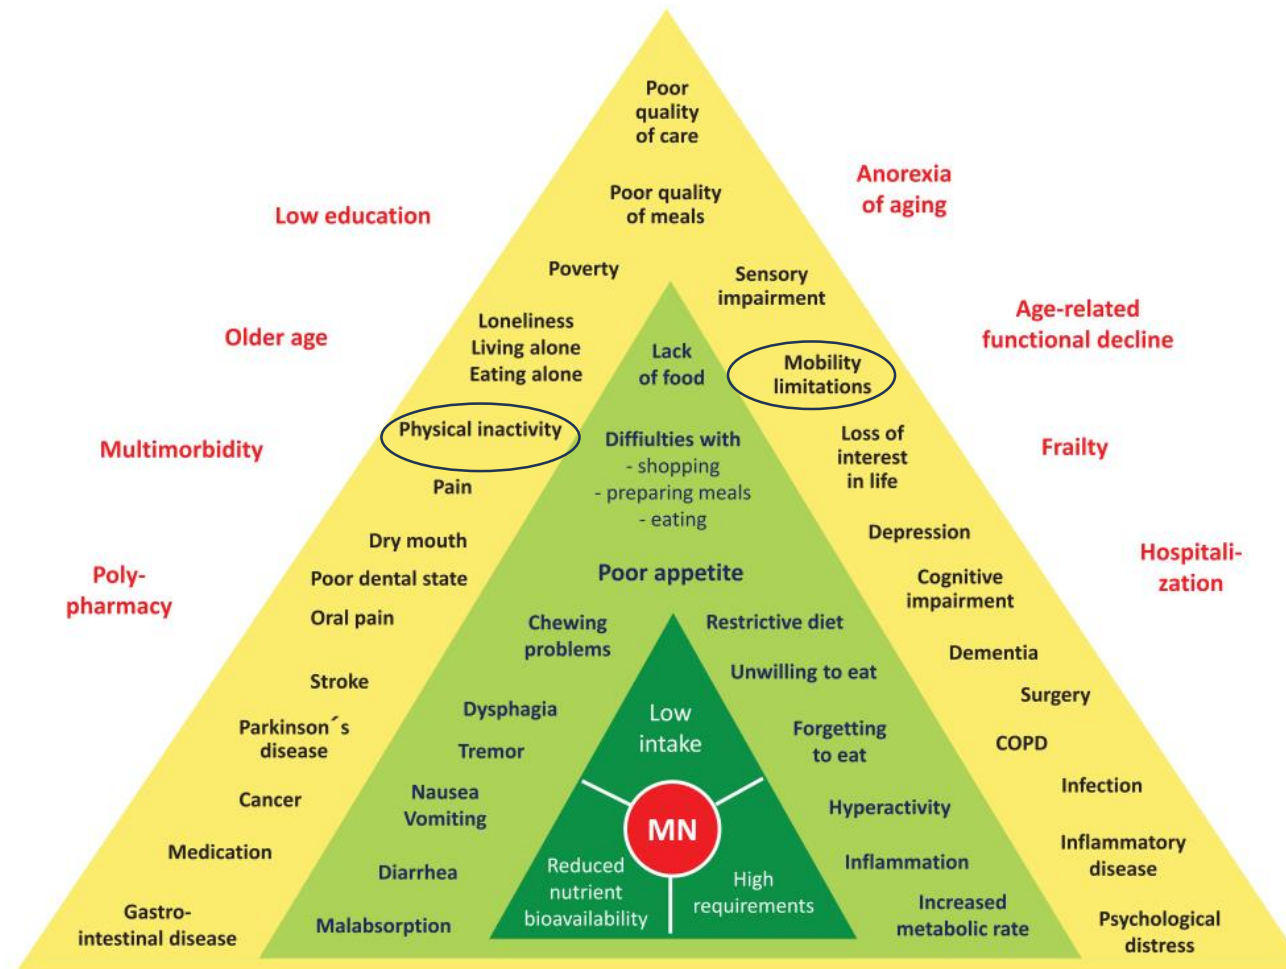 Poor
quality
of care
Poor quality
of meals
Anorexia
of aging
Low education
Poverty
Sensory
impairment
Loneliness
Living alone
Eating alone
Older age
Age-related
functional decline
Lack
of food
Mobility
limitations
Physical inactivity
Multimorbidity
Diffiulties with
- shopping
- preparing meals
- eating
Loss of
interest
in life
Frailty
Pain
Dry mouth
Depression
Poly-
pharmacy
Poor dental state
Poor appetite
Cognitive
impairment
Hospitali-
zation
Oral pain
Chewing
problems
Restrictive diet
Dementia
Unwilling to eat
Stroke
Surgery
Parkinson´s
disease
Dysphagia
Low
intake
Forgetting
to eat
COPD
Tremor
Cancer
Nausea
Vomiting
Hyperactivity
Infection
MN
Medication
Diarrhea
Reduced
nutrient
bioavailability
High
requirements
Inflammation
Inflammatory
disease
Gastro-
intestinal disease
Malabsorption
Increased
metabolic rate
Psychological
distress